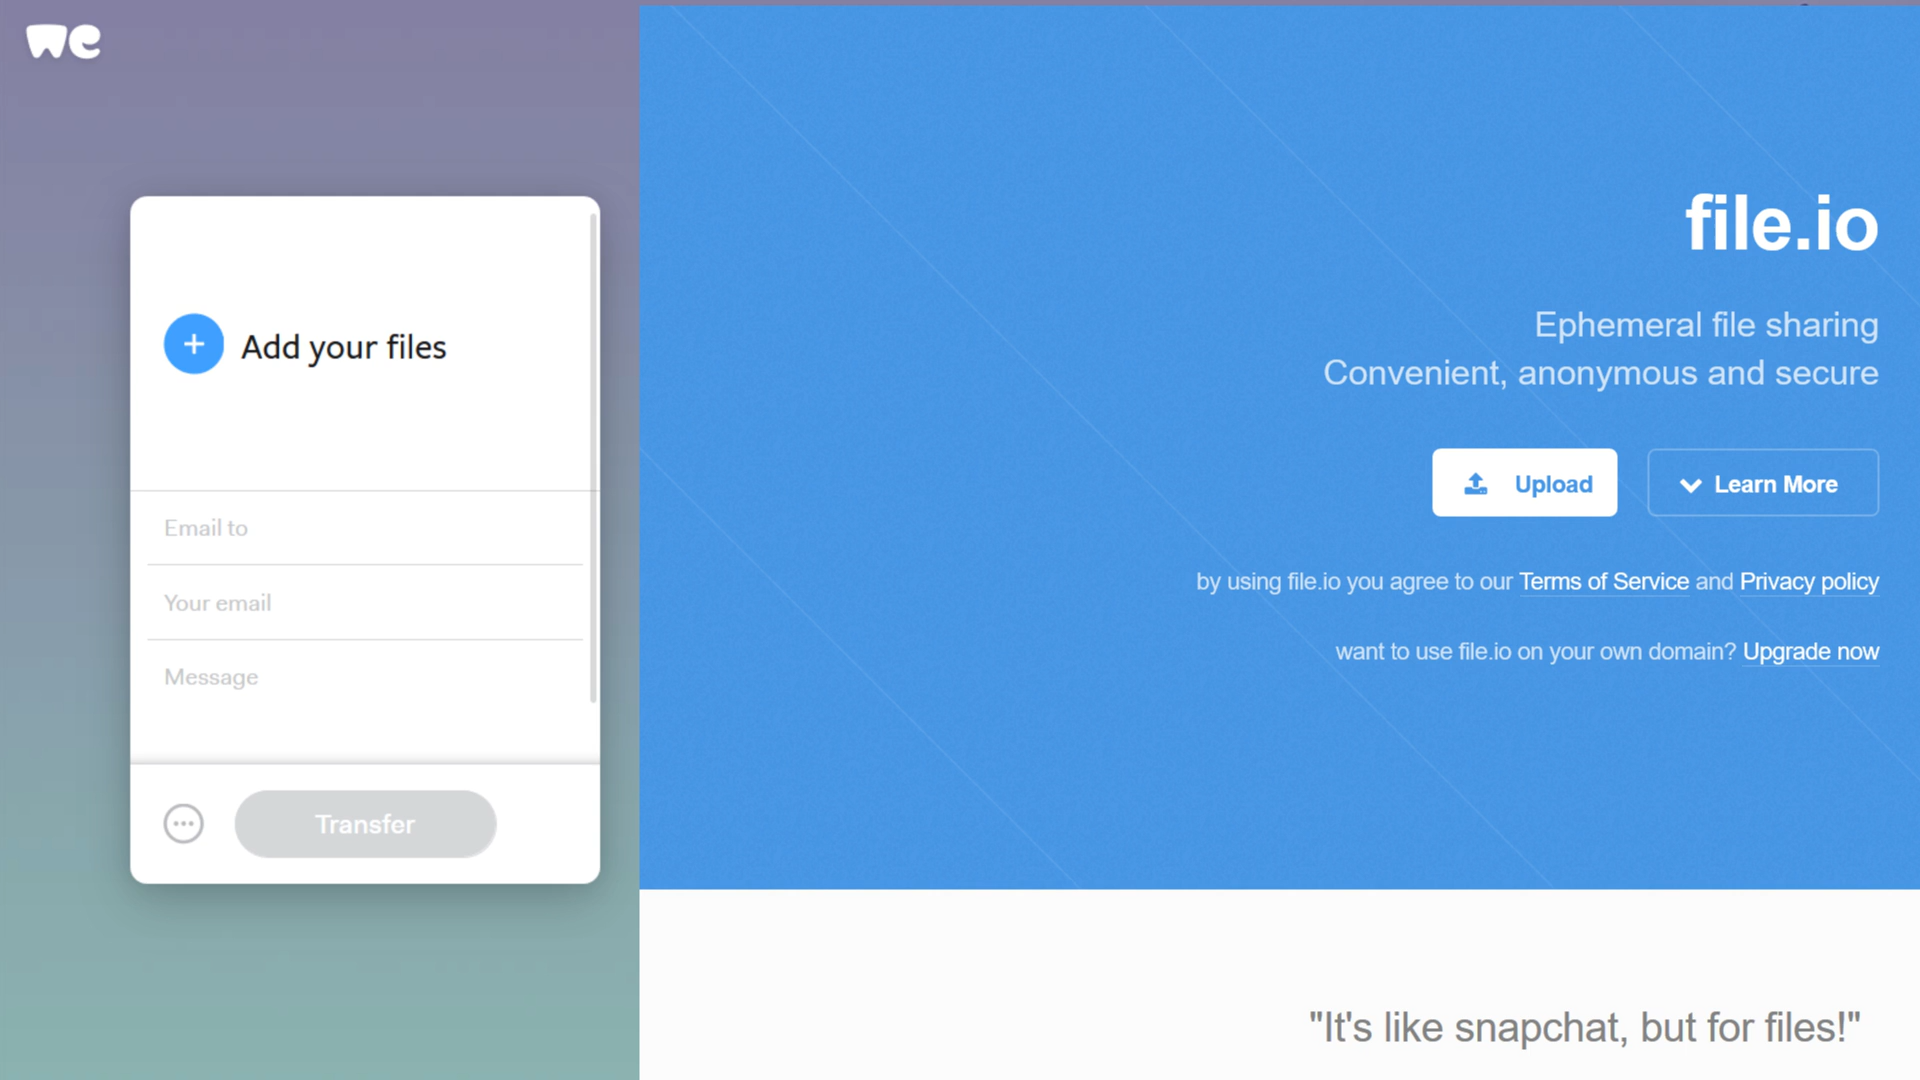 we
Add your files
Email to
Your email
Message
Transfer
file.io
Ephemeral file sharing
Convenient, anonymous and secure
Upload
Learn More
by using file.io you agree to our Terms of Service and Privacy policy
want to use file.io on your own domain? Upgrade now
"It's like snapchat, but for files!"